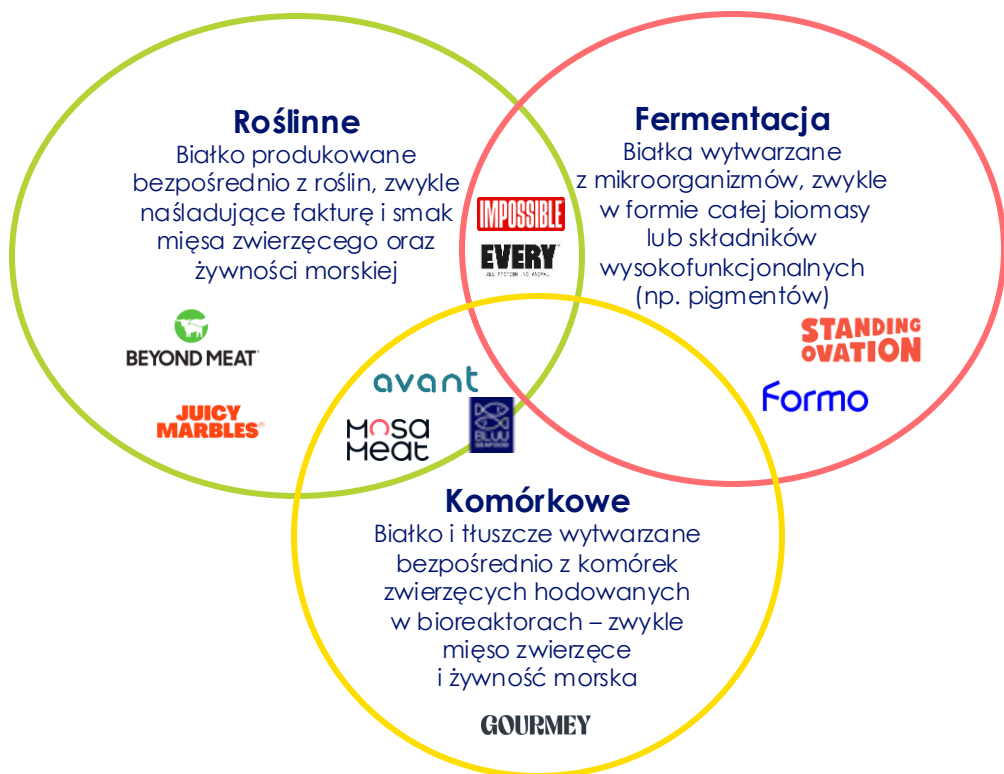 Roślinne
Białko produkowane
bezpośrednio z roślin, zwykle
naśladujące fakturę i smak
mięsa zwierzęcego oraz
żywności morskiej
BEYOND MEAT
JUICY
MARBLES
Fermentacja
Białka wytwarzane
z mikroorganizmów, zwykle
w formie całej biomasy
lub składników
wysokofunkcjonalnych
(np. pigmentów)
STANDING
OVATION
Formo
IMPOSSIBLE
EVERY
avant
Mosa
Meat
BLUU
SEAFOOD
Komórkowe
Białko i tłuszcze wytwarzane
bezpośrednio z komórek
zwierzęcych hodowanych
w bioreaktorach – zwykle
mięso zwierzęce
i żywność morska
GOURMEY